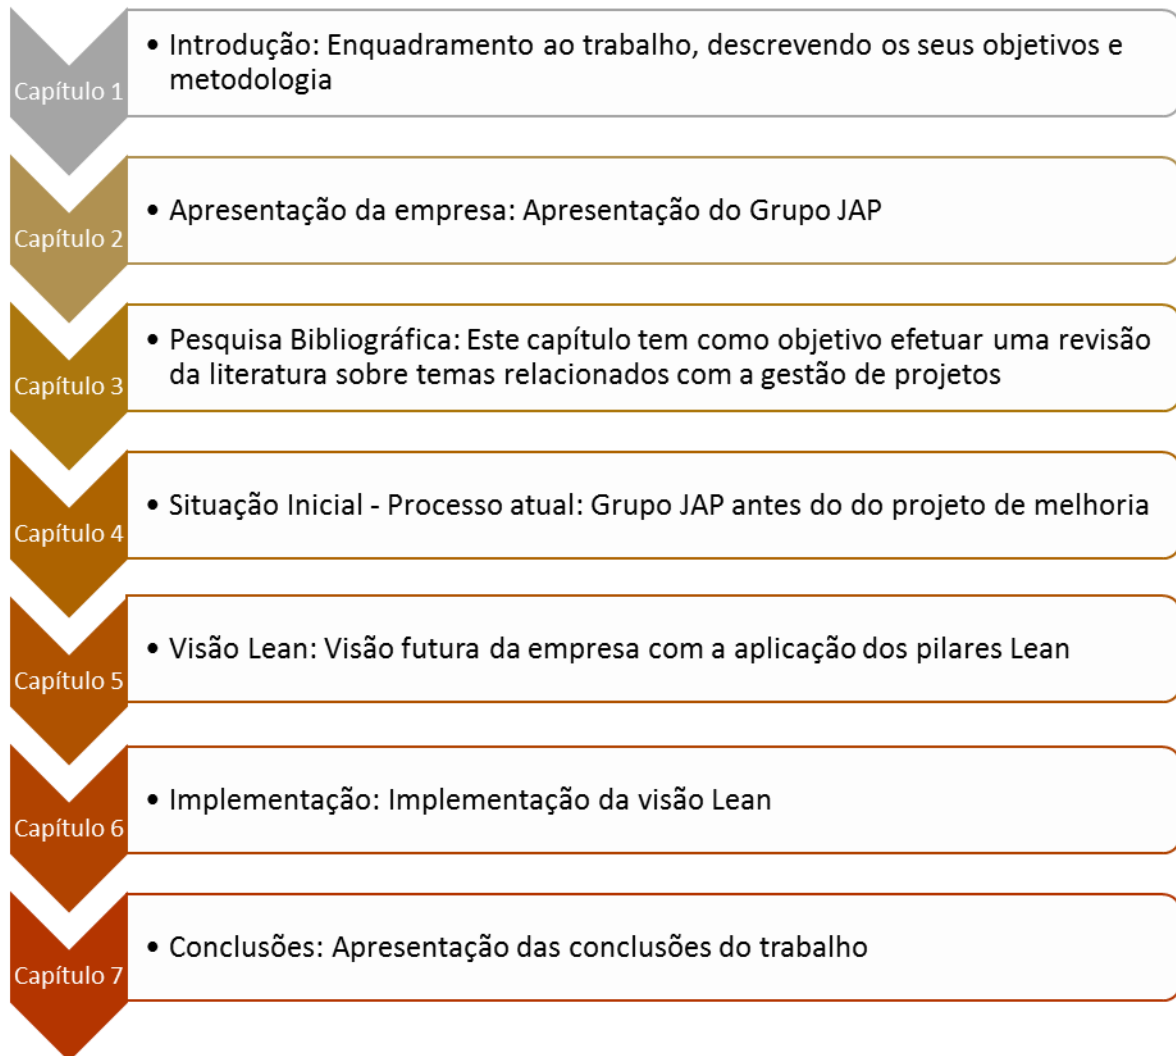 Capítulo 1
• Introdução: Enquadramento ao trabalho, descrevendo os seus objetivos e
metodologia
Capítulo 2
• Apresentação da empresa: Apresentação do Grupo JAP
Capítulo 3
• Pesquisa Bibliográfica: Este capítulo tem como objetivo efetuar uma revisão
da literatura sobre temas relacionados com a gestão de projetos
Capítulo 4
• Situação Inicial - Processo atual: Grupo JAP antes do do projeto de melhoria
Capítulo 5
• Visão Lean: Visão futura da empresa com a aplicação dos pilares Lean
Capítulo 6
• Implementação: Implementação da visão Lean
Capítulo 7
• Conclusões: Apresentação das conclusões do trabalho